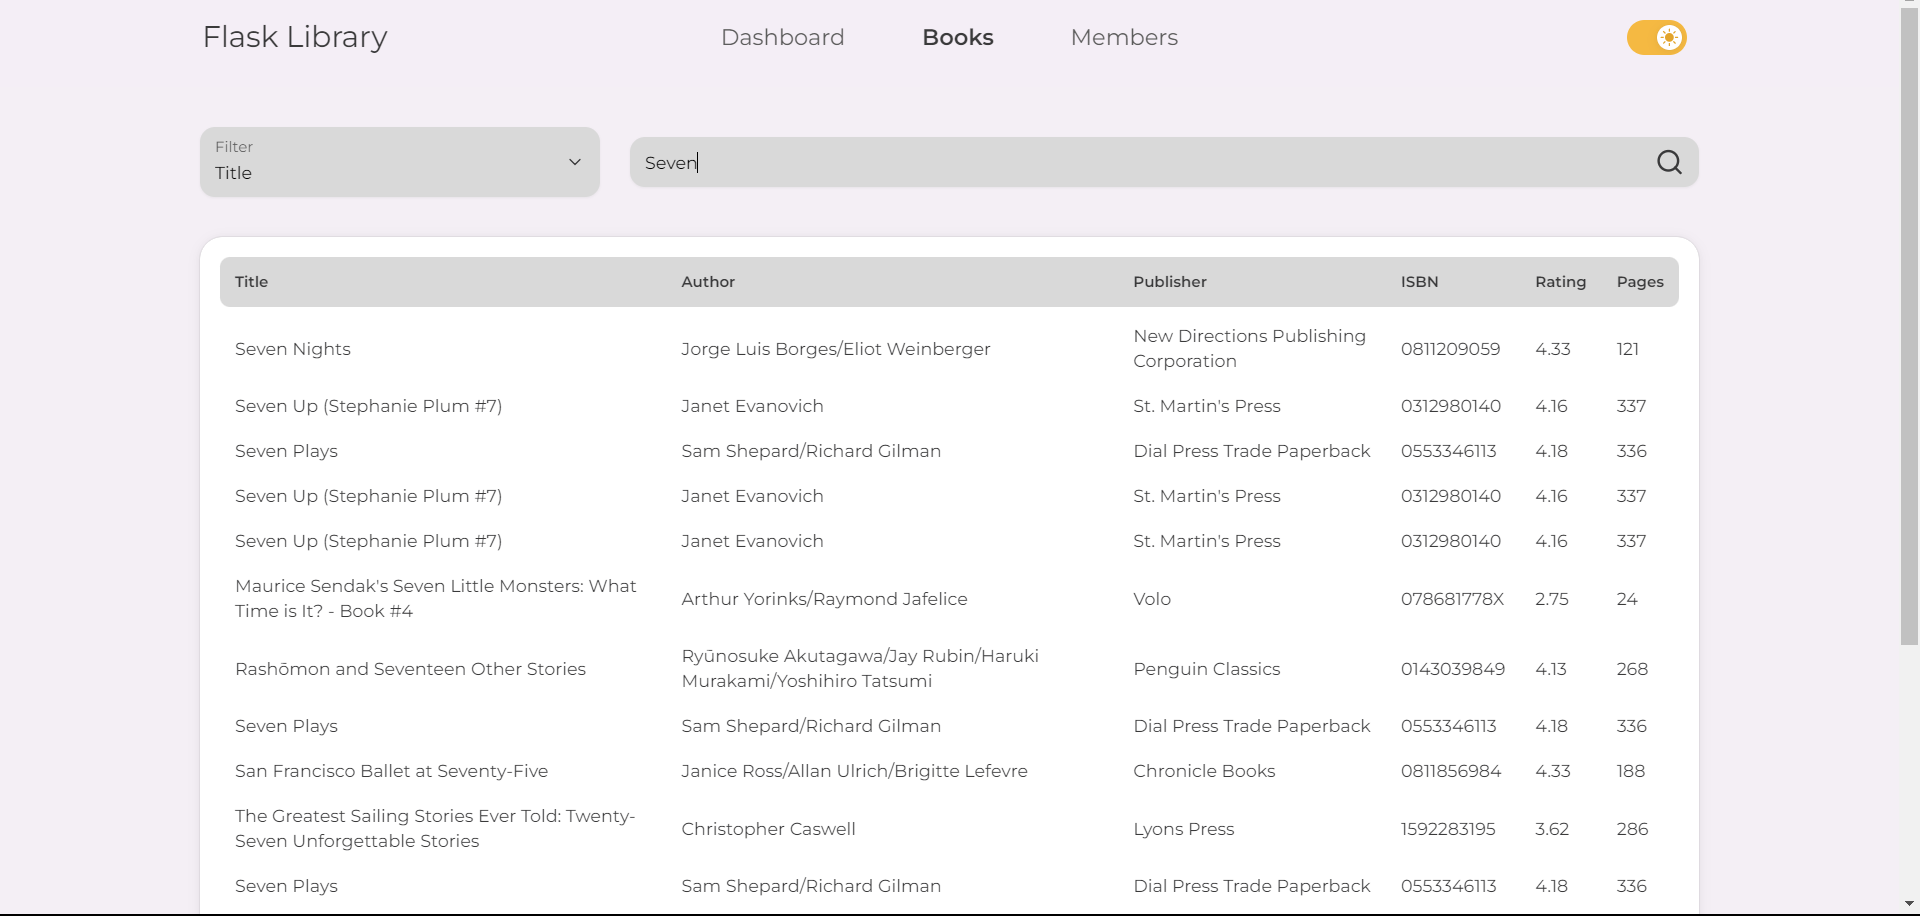 Flask Library
Dashboard
Books
Members
Filter
Title
Seven
Title Author Publisher ISBN Rating Pages
Seven Nights Jorge Luis Borges/Eliot Weinberger New Directions Publishing Corporation 0811209059 4.33 121
Seven Up (Stephanie Plum #7) Janet Evanovich St. Martin's Press 0312980140 4.16 337
Seven Plays Sam Shepard/Richard Gilman Dial Press Trade Paperback 0553346113 4.18 336
Seven Up (Stephanie Plum #7) Janet Evanovich St. Martin's Press 0312980140 4.16 337
Seven Up (Stephanie Plum #7) Janet Evanovich St. Martin's Press 0312980140 4.16 337
Maurice Sendak's Seven Little Monsters: What Time is It? - Book #4 Arthur Yorinks/Raymond Jafelice Volo 078681778X 2.75 24
Rashōmon and Seventeen Other Stories Ryūnosuke Akutagawa/Jay Rubin/Haruki Murakami/Yoshihiro Tatsumi Penguin Classics 0143039849 4.13 268
Seven Plays Sam Shepard/Richard Gilman Dial Press Trade Paperback 0553346113 4.18 336
San Francisco Ballet at Seventy-Five Janice Ross/Allan Ulrich/Brigitte Lefevre Chronicle Books 0811856984 4.33 188
The Greatest Sailing Stories Ever Told: Twenty-Seven Unforgettable Stories Christopher Caswell Lyons Press 1592283195 3.62 286
Seven Plays Sam Shepard/Richard Gilman Dial Press Trade Paperback 0553346113 4.18 336